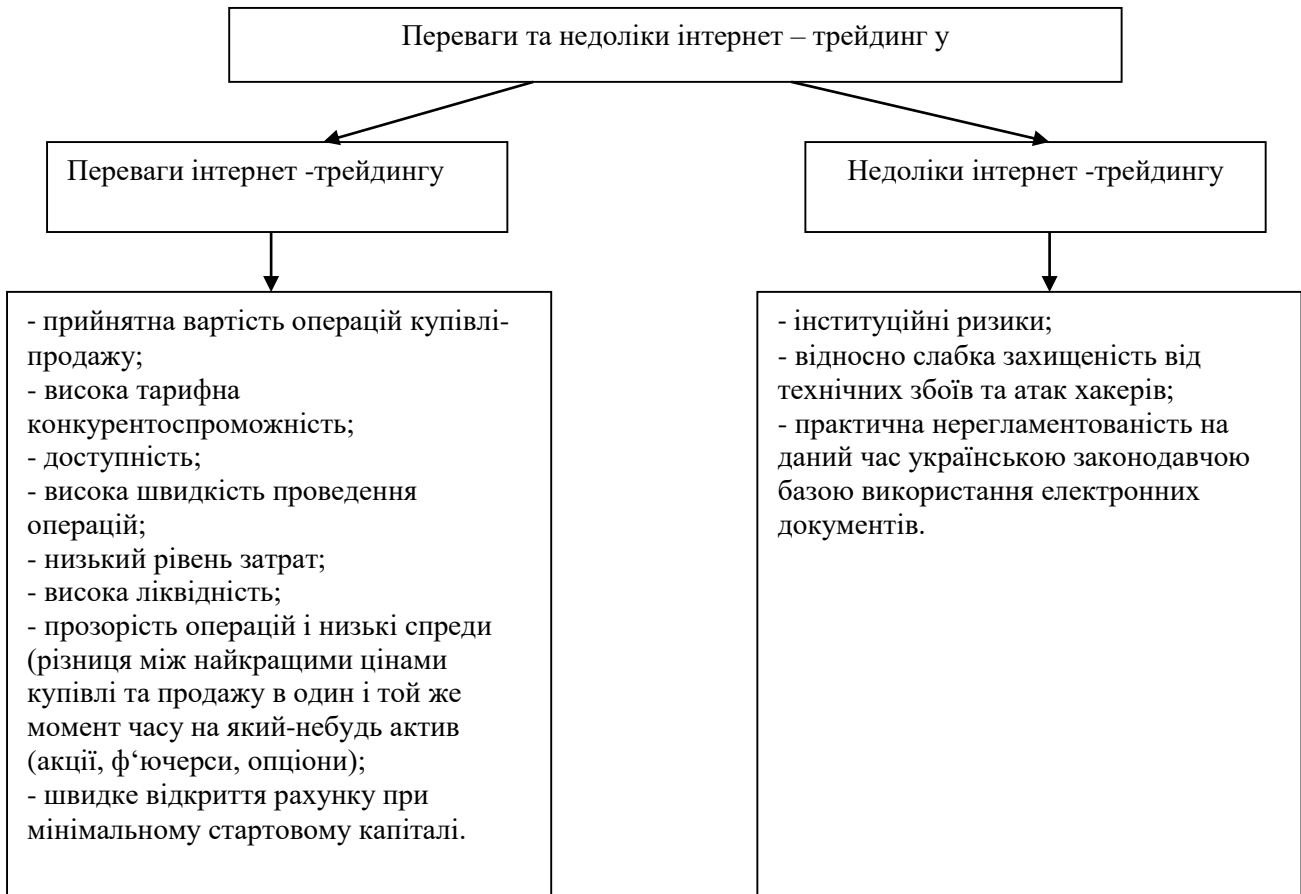 Переваги та недоліки інтернет – трейдинг у
Переваги інтернет -трейдингу
Недоліки інтернет -трейдингу
- прийнятна вартість операцій купівлі-
продажу;
- висока тарифна
конкурентоспроможність;
- доступність;
- висока швидкість проведення
операцій;
- низький рівень затрат;
- висока ліквідність;
- прозорість операцій і низькі спреди
(різниця між найкращими цінами
купівлі та продажу в один і той же
момент часу на який-небудь актив
(акції, ф‘ючерси, опціони);
- швидке відкриття рахунку при
мінімальному стартовому капіталі.
- інституційні ризики;
- відносно слабка захищеність від
технічних збоїв та атак хакерів;
- практична нерегламентованість на
даний час українською законодавчою
базою використання електронних
документів.